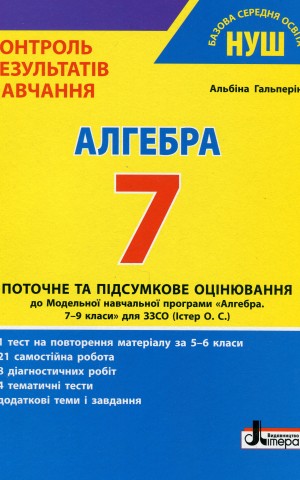 БАЗОВА СЕРЕДНЯ ОСВІТА
НУШ
ОНТРОЛЬ
ЕЗУЛЬТАТІВ
АВЧАННЯ
Альбіна Гальперін
АЛГЕБРА
7
ПОТОЧНЕ ТА ПІДСУМКОВЕ ОЦІНЮВАННЯ
до Модельної навчальної програми «Алгебра.
7–9 класи» для ЗЗСО (Істер О. С.)
1 тест на повторення матеріалу за 5–6 класи
21 самостійна робота
8 діагностичних робіт
4 тематичні тести
додаткові теми і завдання
Видавництво
Літера